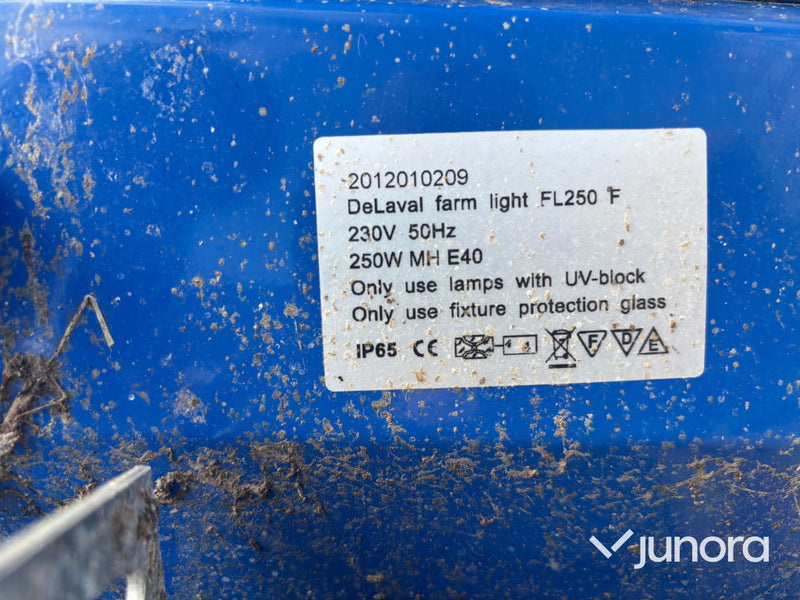 2012010209
DeLaval farm light FL250 F
230V 50Hz
250W MH E40
Only use lamps with UV-block
Only use fixture protection glass
IP65 CE F D E
junora